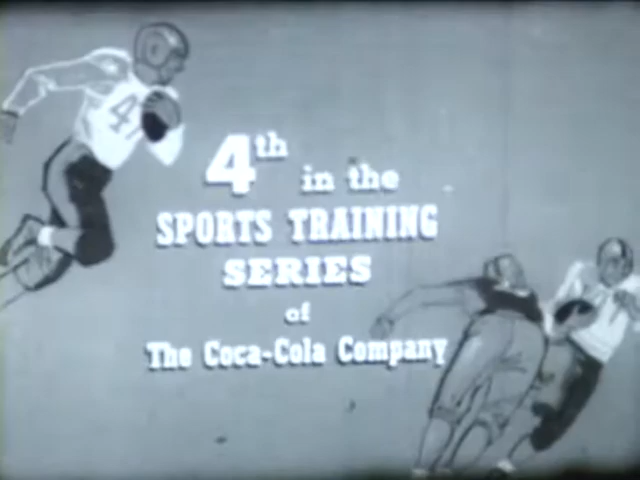 4th
in the
SPORTS TRAINING
SERIES
of
The Coca-Cola Company